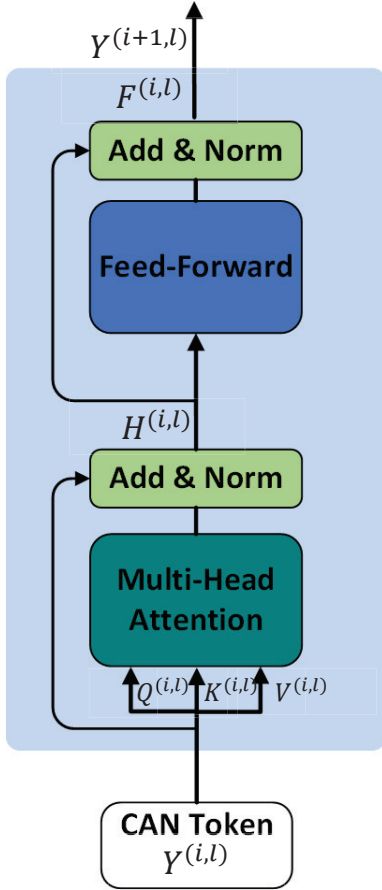 Y^{(i+1,l)}
F^{(i,l)}
Add & Norm
Feed-Forward
H^{(i,l)}
Add & Norm
Multi-Head
Attention
Q^{(i,l)} K^{(i,l)} V^{(i,l)}
CAN Token
Y^{(i,l)}